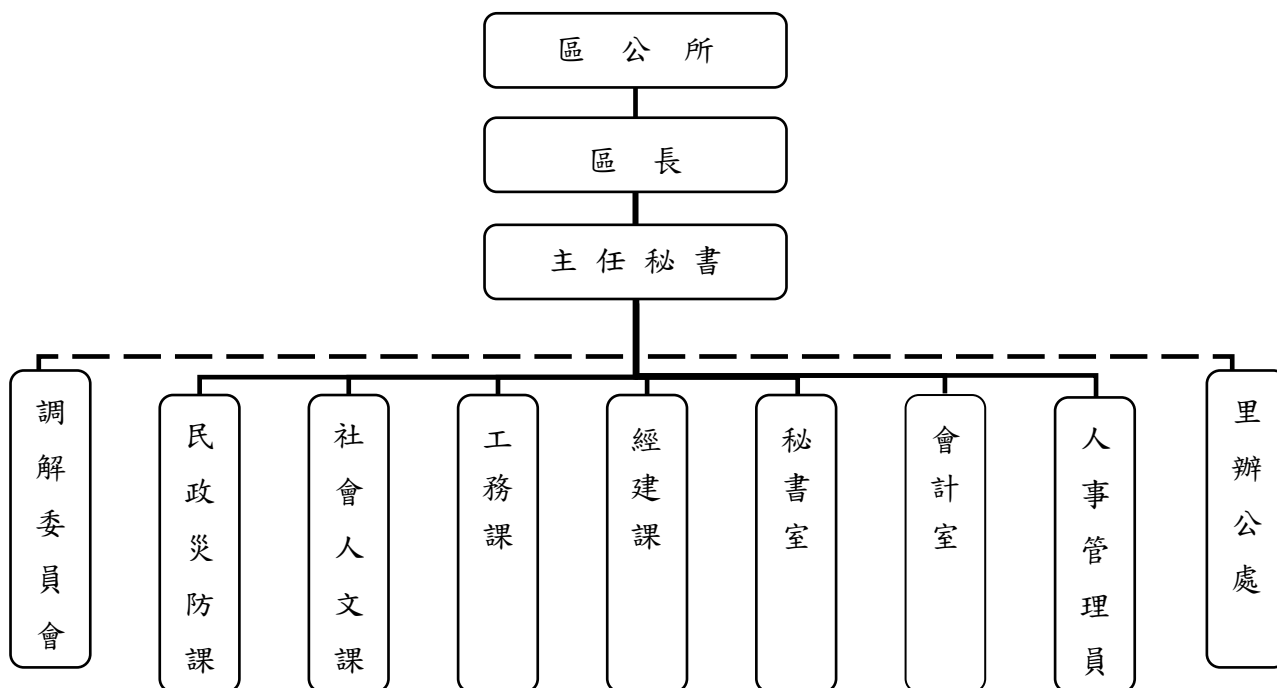 區公所
區長
主任秘書
調解委員會
民政災防課
社會人文課
工務課
經建課
秘書室
會計室
人事管理員
里辦公處